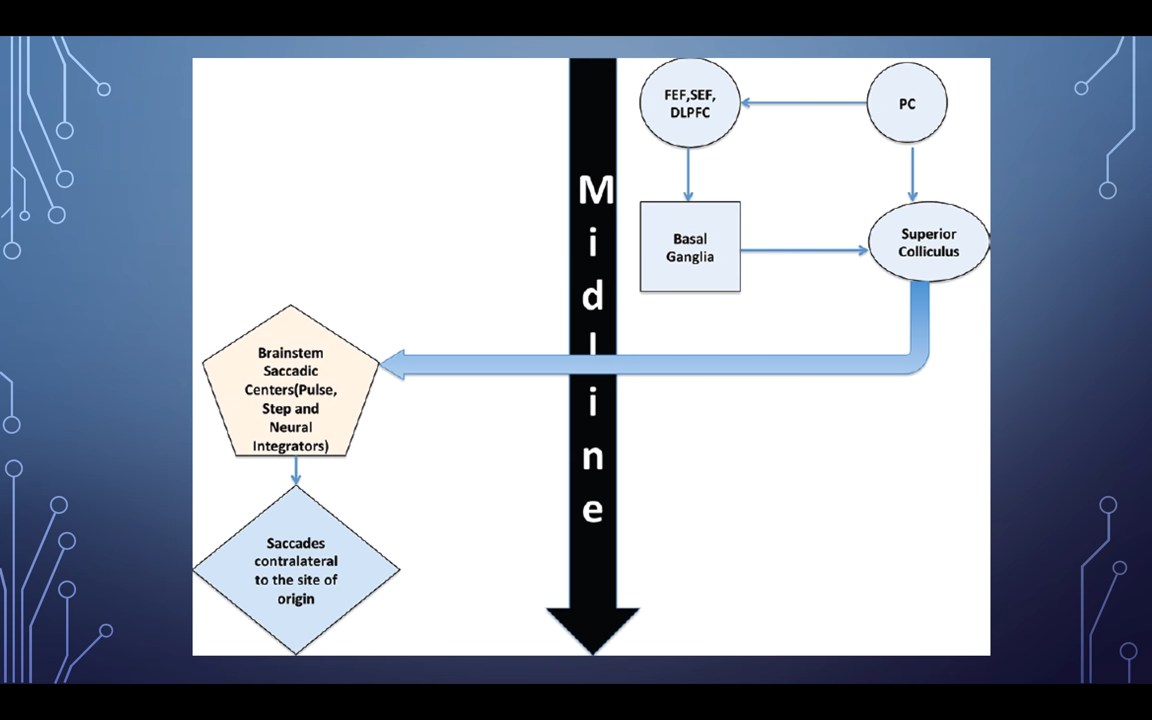 FEF,SEF,
DLPFC
PC
M
i
d
l
i
n
e
Basal
Ganglia
Superior
Colliculus
Brainstem
Saccadic
Centers(Pulse,
Step and
Neural
Integrators)
Saccades
contralateral
to the site of
origin